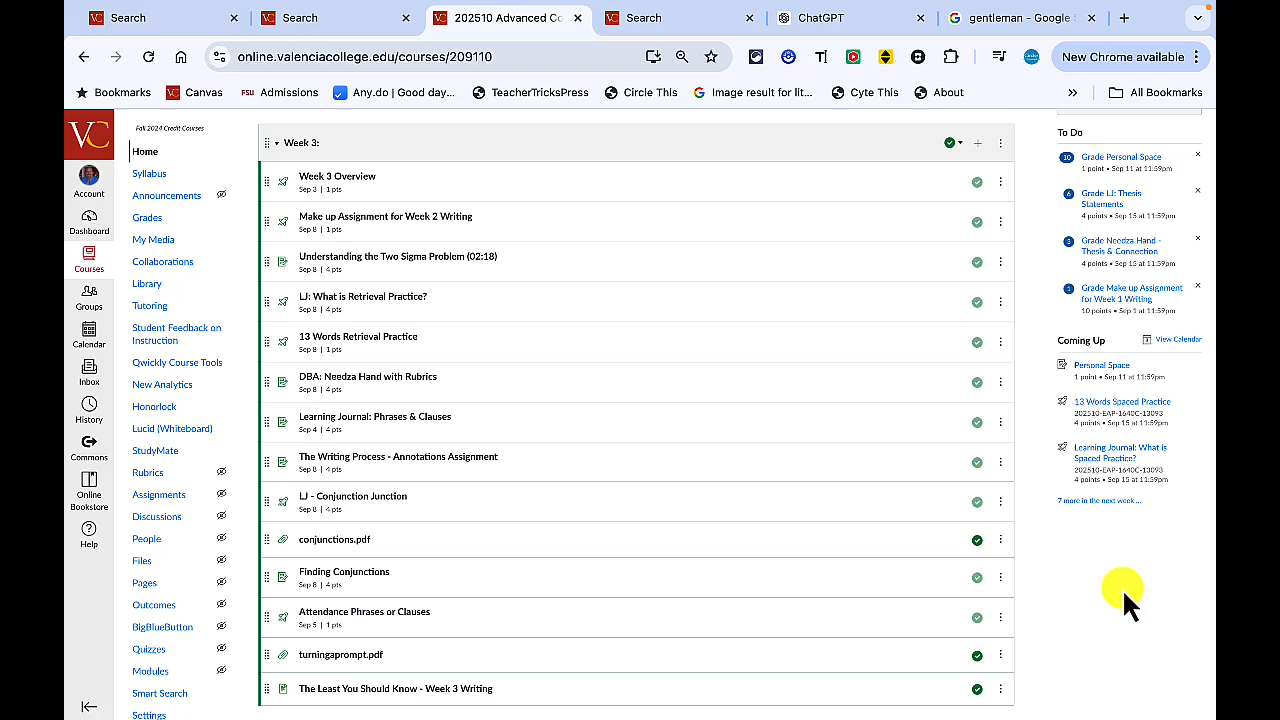 Search
Search
202510 Advanced Co
Search
ChatGPT
gentleman - Google S
online.valenciacollege.edu/courses/209110
New Chrome available
Bookmarks
Canvas
FSU Admissions
Any.do | Good day...
TeacherTricksPress
Circle This
Image result for lit...
Cyte This
About
All Bookmarks
VC
Account
Dashboard
Courses
Groups
Calendar
Inbox
History
Commons
Online
Bookstore
Help
Fall 2024 Credit Courses
Home
Syllabus
Announcements
Grades
My Media
Collaborations
Library
Tutoring
Student Feedback on
Instruction
Qwickly Course Tools
New Analytics
Honorlock
Lucid (Whiteboard)
StudyMate
Rubrics
Assignments
Discussions
People
Files
Pages
Outcomes
BigBlueButton
Quizzes
Modules
Smart Search
Settings
Week 3:
Week 3 Overview
Sep 3 | 1 pts
Make up Assignment for Week 2 Writing
Sep 8 | 1 pts
Understanding the Two Sigma Problem (02:18)
Sep 8 | 4 pts
LJ: What is Retrieval Practice?
Sep 8 | 4 pts
13 Words Retrieval Practice
Sep 8 | 1 pts
DBA: Needza Hand with Rubrics
Sep 8 | 4 pts
Learning Journal: Phrases & Clauses
Sep 4 | 4 pts
The Writing Process - Annotations Assignment
Sep 8 | 4 pts
LJ - Conjunction Junction
Sep 8 | 4 pts
conjunctions.pdf
Finding Conjunctions
Sep 8 | 4 pts
Attendance Phrases or Clauses
Sep 5 | 1 pts
turningaprompt.pdf
The Least You Should Know - Week 3 Writing
To Do
10 Grade Personal Space
1 point • Sep 11 at 11:59pm
6 Grade LJ: Thesis
Statements
4 points • Sep 15 at 11:59pm
3 Grade Needza Hand -
Thesis & Connection
4 points • Sep 15 at 11:59pm
1 Grade Make up Assignment
for Week 1 Writing
10 points • Sep 1 at 11:59pm
Coming Up
View Calendar
Personal Space
1 point • Sep 11 at 11:59pm
13 Words Spaced Practice
202510-EAP-1640C-13093
4 points • Sep 15 at 11:59pm
Learning Journal: What is
Spaced Practice?
202510-EAP-1640C-13093
4 points • Sep 15 at 11:59pm
7 more in the next week ...